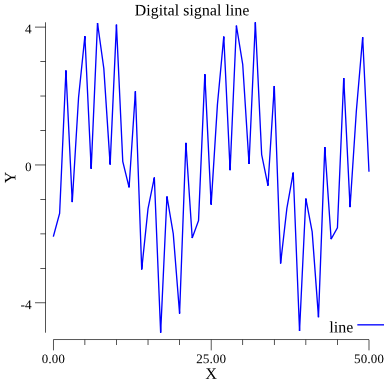 Digital signal line
4
0
-4
Y
0.00 25.00 50.00
X
line